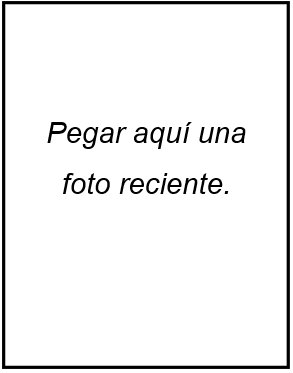 Pegar aquí una
foto reciente.